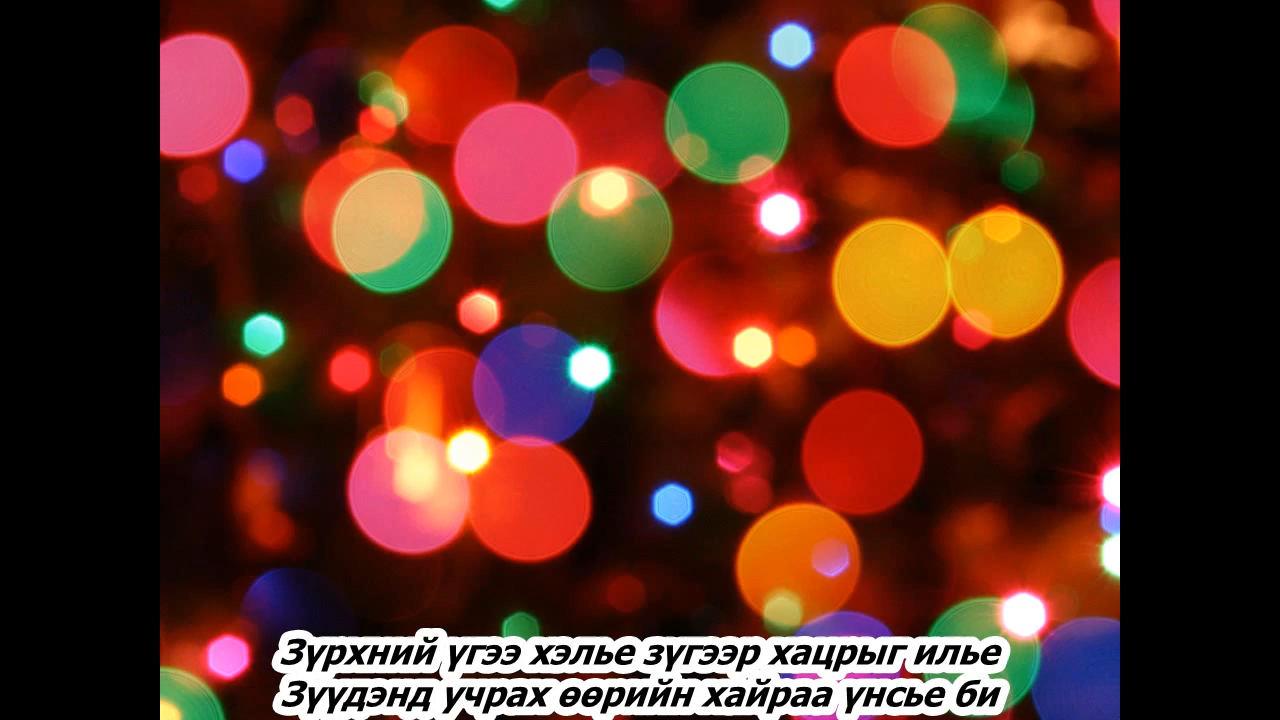 Зүрхний үгээ хэлье зүгээр хацрыг илье
Зүүдэнд учрах өөрийн хайраа үнсье би